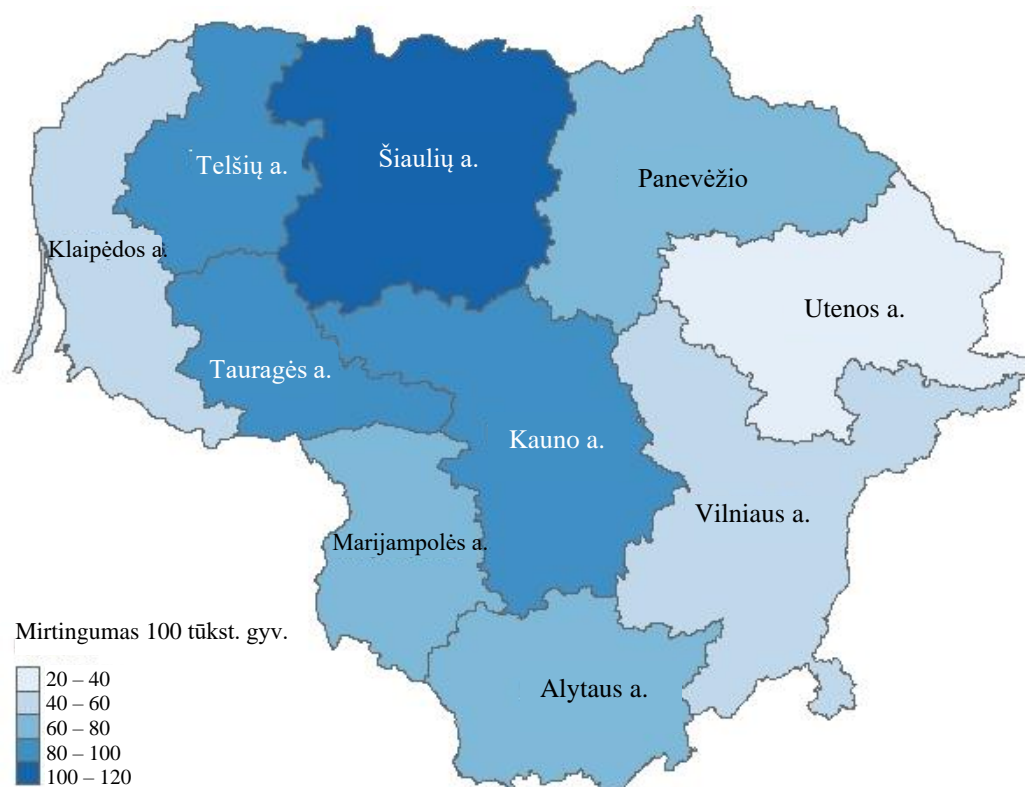 Telšių a.
Šiaulių a.
Panevėžio
Klaipėdos a.
Utenos a.
Tauragės a.
Kauno a.
Vilniaus a.
Marijampolės a.
Alytaus a.
Mirtingumas 100 tūkst. gyv.
20 – 40
40 – 60
60 – 80
80 – 100
100 – 120